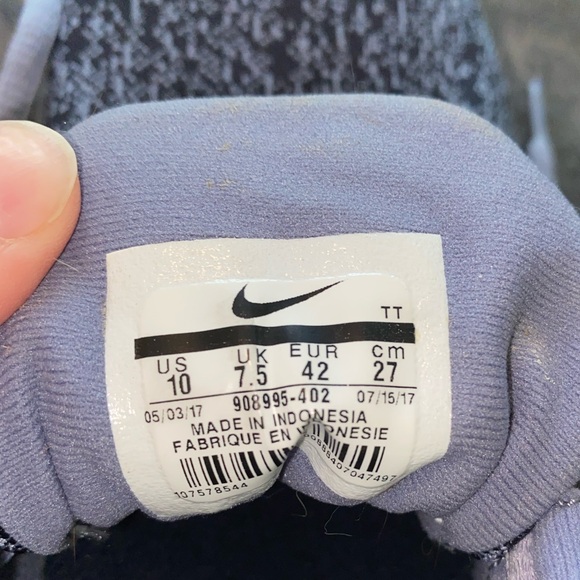 TT
US UK EUR cm
10 7.5 42 27
05/03/17 908995-402 07/15/17
MADE IN INDONESIA
FABRIQUE EN